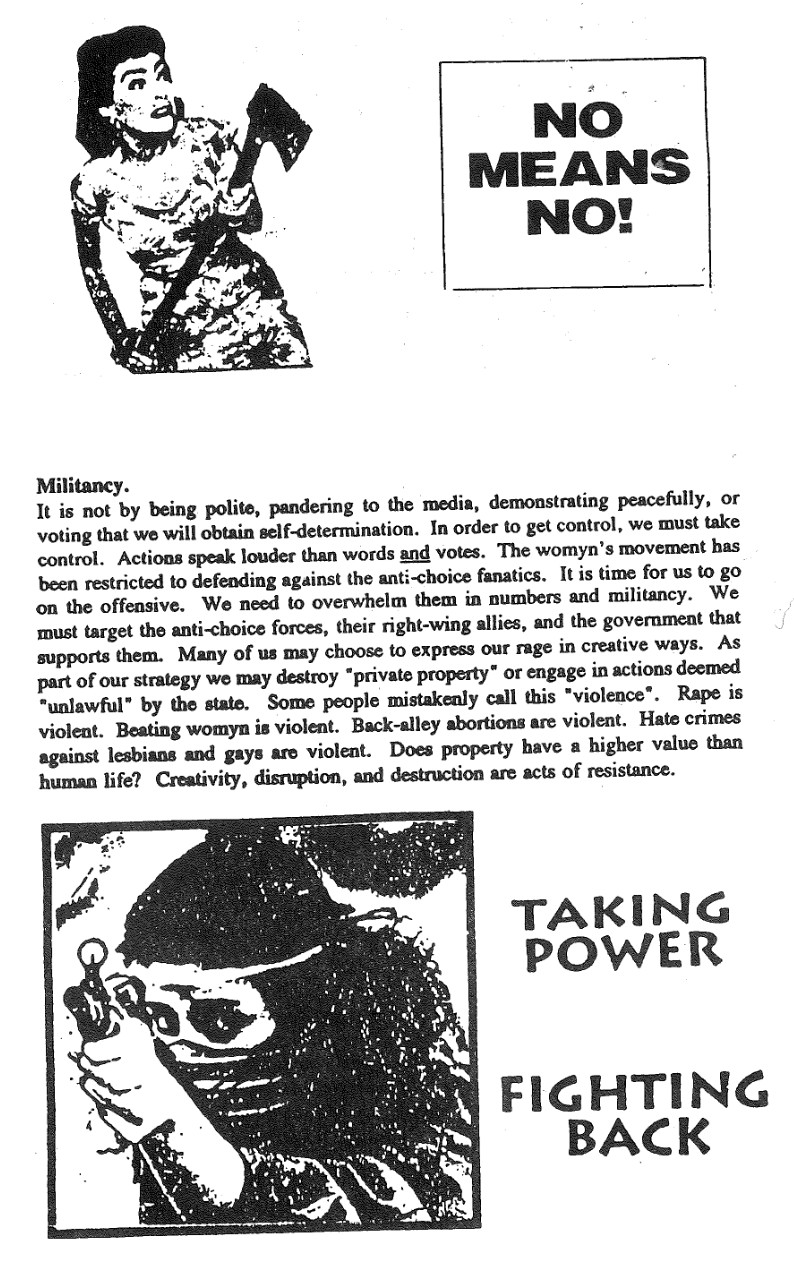 NO
MEANS
NO!
Militancy.
It is not by being polite, pandering to the media, demonstrating peacefully, or
voting that we will obtain self-determination. In order to get control, we must take
control. Actions speak louder than words and votes. The womyn's movement has
been restricted to defending against the anti-choice fanatics. It is time for us to go
on the offensive. We need to overwhelm them in numbers and militancy. We
must target the anti-choice forces, their right-wing allies, and the government that
supports them. Many of us may choose to express our rage in creative ways. As
part of our strategy we may destroy "private property" or engage in actions deemed
"unlawful" by the state. Some people mistakenly call this "violence". Rape is
violent. Beating womyn is violent. Back-alley abortions are violent. Hate crimes
against lesbians and gays are violent. Does property have a higher value than
human life? Creativity, disruption, and destruction are acts of resistance.
TAKING
POWER
FIGHTING
BACK